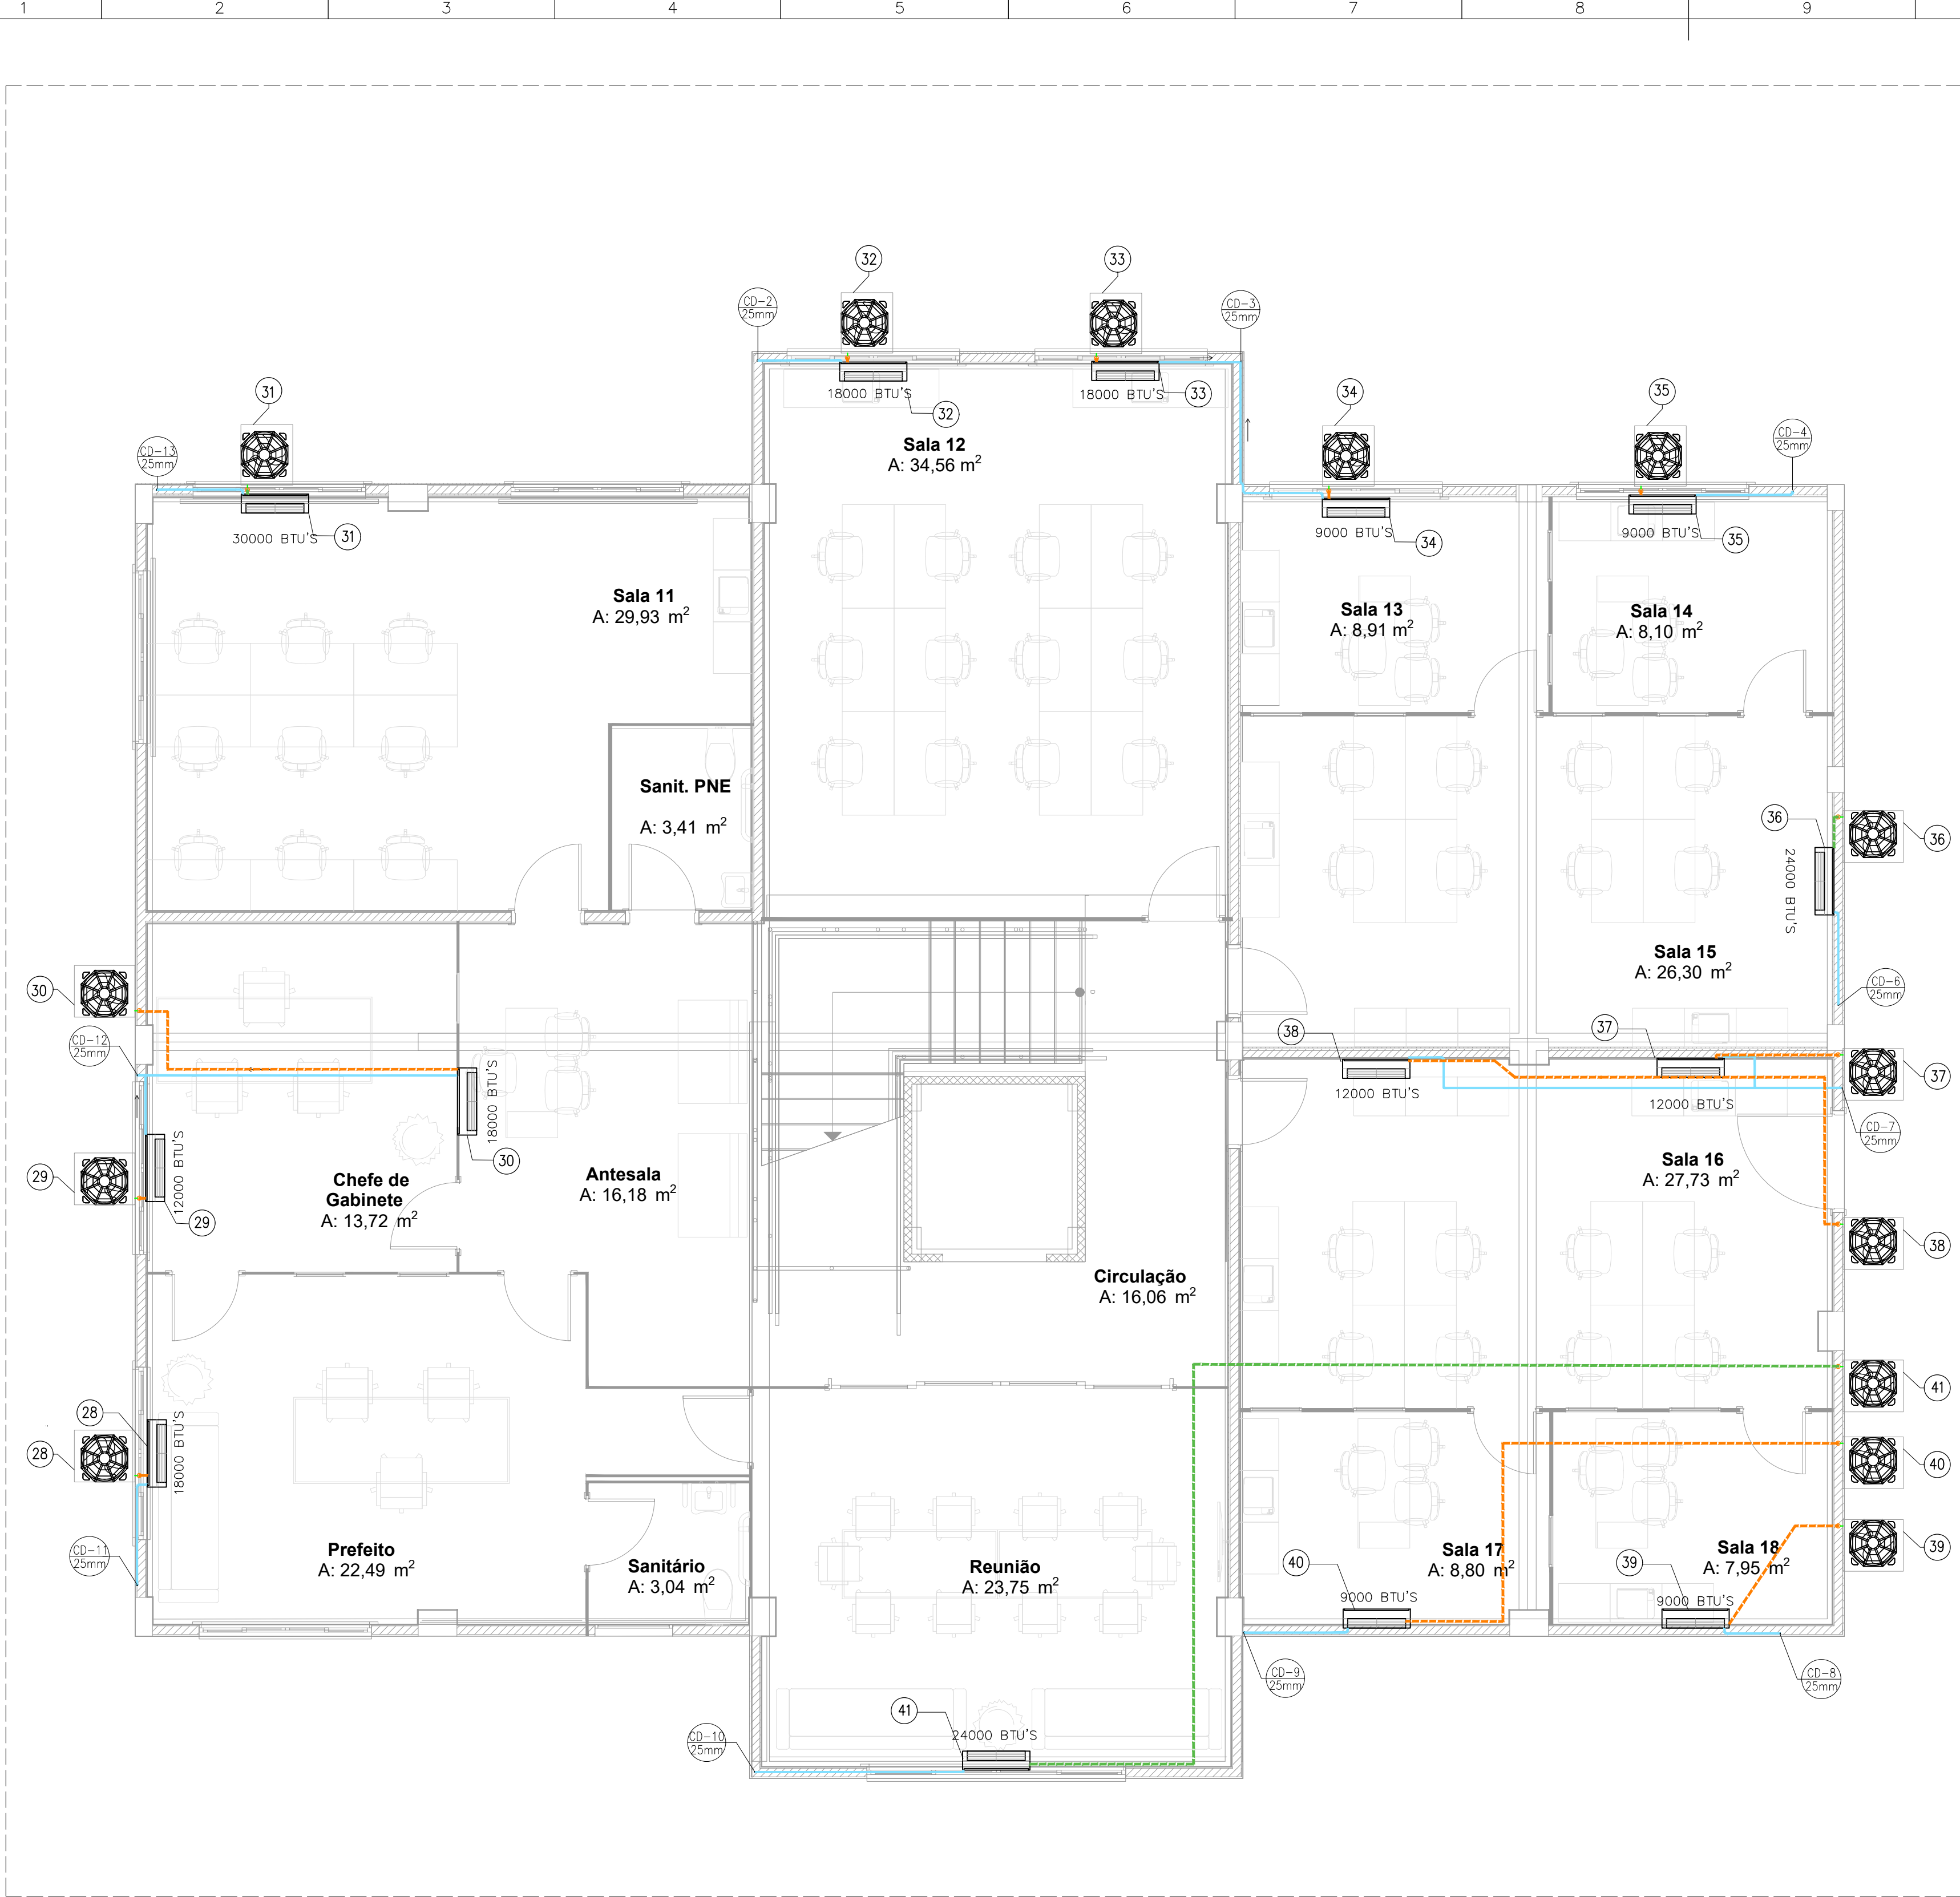 1 2 3 4 5 6 7 8 9
32
33
CD-2
25mm
CD-3
25mm
31
18000 BTU'S
32
18000 BTU'S
33
34
35
CD-13
25mm
CD-4
25mm
Sala 12
A: 34,56 m²
30000 BTU'S
31
9000 BTU'S
34
9000 BTU'S
35
Sala 11
A: 29,93 m²
Sala 13
A: 8,91 m²
Sala 14
A: 8,10 m²
Sanit. PNE
A: 3,41 m²
36
36
24000 BTU'S
Sala 15
A: 26,30 m²
30
CD-6
25mm
CD-12
25mm
38
37
37
18000 BTU'S
12000 BTU'S
12000 BTU'S
CD-7
25mm
30
29
12000 BTU'S
29
Chefe de
Gabinete
A: 13,72 m²
Antesala
A: 16,18 m²
Sala 16
A: 27,73 m²
38
Circulação
A: 16,06 m²
41
28
28
18000 BTU'S
40
Prefeito
A: 22,49 m²
CD-11
25mm
Sanitário
A: 3,04 m²
Reunião
A: 23,75 m²
Sala 17
A: 8,80 m²
Sala 18
A: 7,95 m²
39
40
9000 BTU'S
39
9000 BTU'S
CD-9
25mm
CD-8
25mm
41
24000 BTU'S
CD-10
25mm